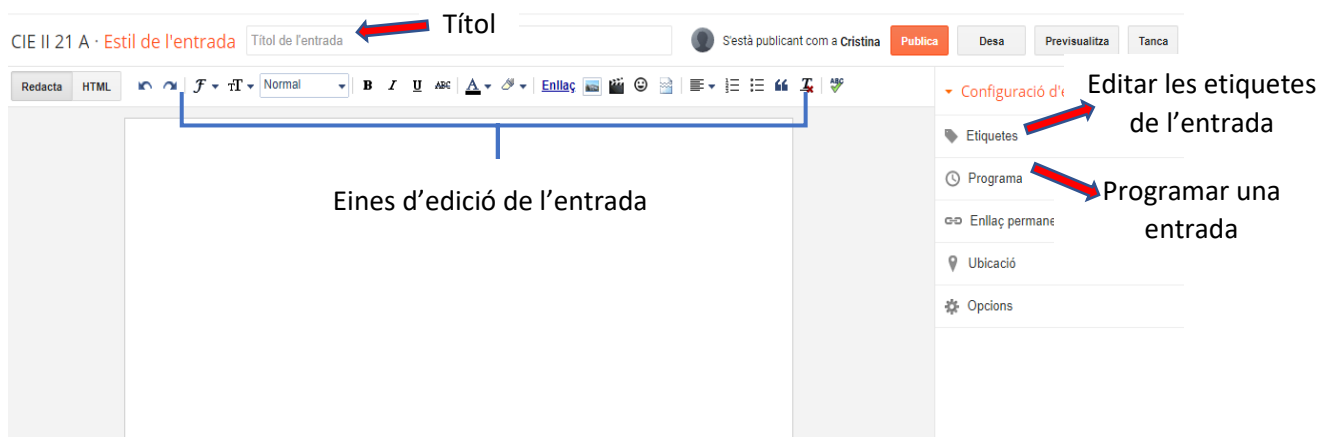 Títol
CIE II 21 A · Estil de l'entrada Títol de l'entrada S'està publicant com a Cristina Publica Desa Previsualitza Tanca
Redacta HTML Normal B I U ABC A Enllaç ABC
Configuració d'
Editar les etiquetes
de l’entrada
Etiquetes
Eines d’edició de l’entrada
Programa
Programar una
entrada
Enllaç permane
Ubicació
Opcions